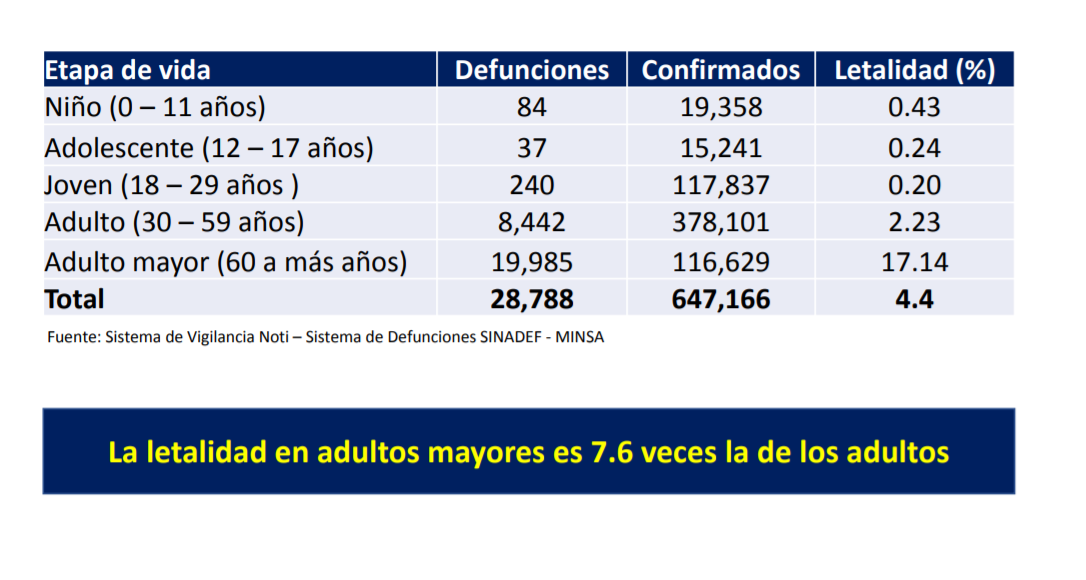 Etapa de vida Defunciones Confirmados Letalidad (%)
Niño (0 – 11 años) 84 19,358 0.43
Adolescente (12 – 17 años) 37 15,241 0.24
Joven (18 – 29 años ) 240 117,837 0.20
Adulto (30 – 59 años) 8,442 378,101 2.23
Adulto mayor (60 a más años) 19,985 116,629 17.14
Total 28,788 647,166 4.4
Fuente: Sistema de Vigilancia Noti – Sistema de Defunciones SINADEF - MINSA
La letalidad en adultos mayores es 7.6 veces la de los adultos